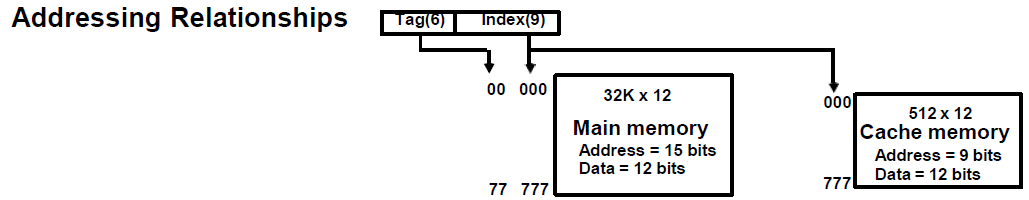 Addressing Relationships
Tag(6) Index(9)
00 000
32K x 12
Main memory
Address = 15 bits
Data = 12 bits
77 777
000
512 x 12
Cache memory
Address = 9 bits
Data = 12 bits
777